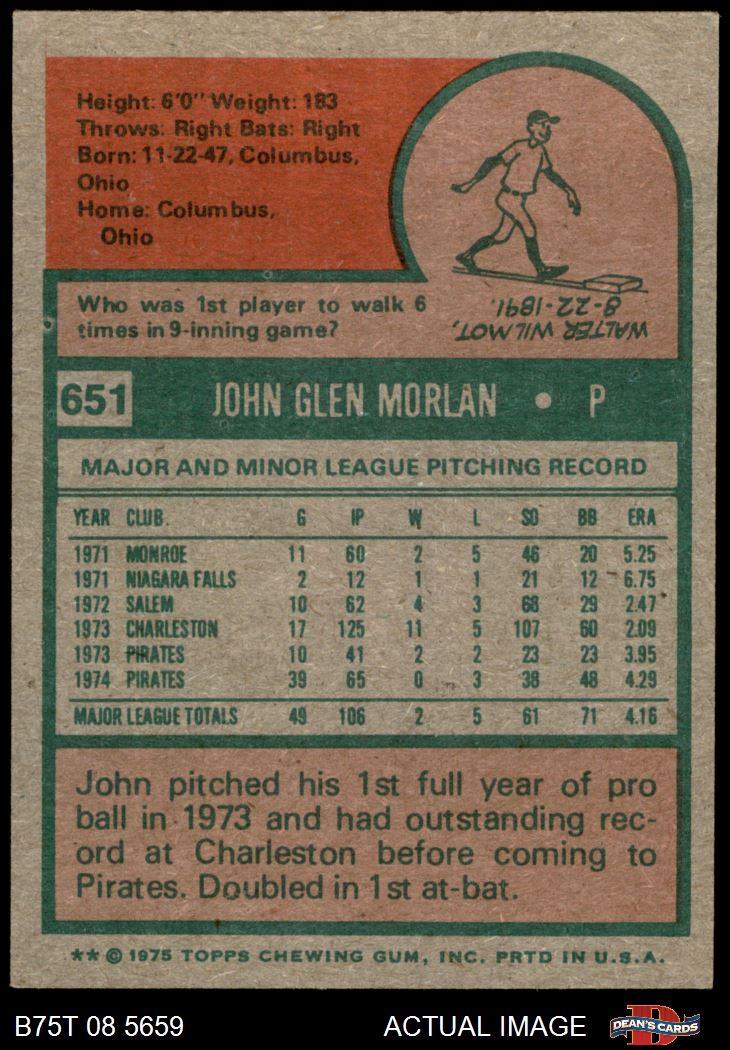 Height: 6'0" Weight: 183
Throws: Right Bats: Right
Born: 11-22-47, Columbus,
Ohio
Home: Columbus,
Ohio
Who was 1st player to walk 6
times in 9-inning game?
WALTER WILMOT,
8-22-1891.
651 JOHN GLEN MORLAN • P
MAJOR AND MINOR LEAGUE PITCHING RECORD
YEAR CLUB. G IP W L SO BB ERA
1971 MONROE 11 60 2 5 46 20 5.25
1971 NIAGARA FALLS 2 12 1 1 21 12 6.75
1972 SALEM 10 62 4 3 68 29 2.47
1973 CHARLESTON 17 125 11 5 107 60 2.09
1973 PIRATES 10 41 2 2 23 23 3.95
1974 PIRATES 39 65 0 3 38 48 4.29
MAJOR LEAGUE TOTALS 49 106 2 5 61 71 4.16
John pitched his 1st full year of pro
ball in 1973 and had outstanding rec-
ord at Charleston before coming to
Pirates. Doubled in 1st at-bat.
** © 1975 TOPPS CHEWING GUM, INC. PRTD IN U.S.A.
B75T 08 5659 ACTUAL IMAGE D DEAN'S CARDS